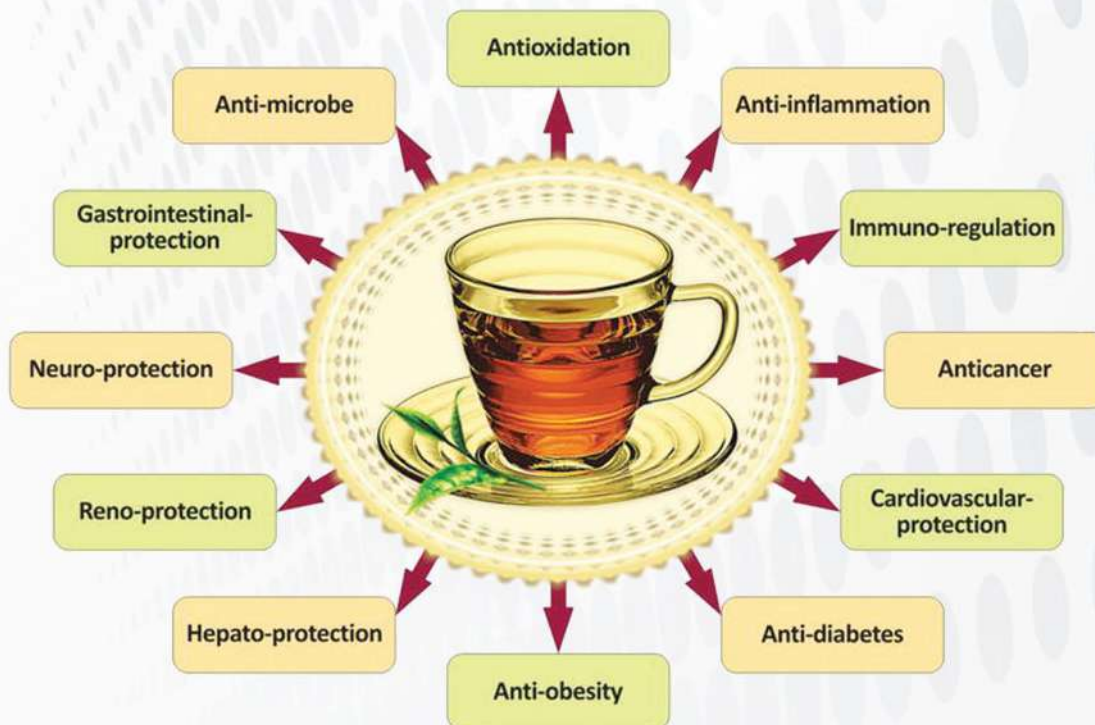 Antioxidation
Anti-microbe
Anti-inflammation
Gastrointestinal-
protection
Immuno-regulation
Neuro-protection
Anticancer
Reno-protection
Cardiovascular-
protection
Hepato-protection
Anti-diabetes
Anti-obesity